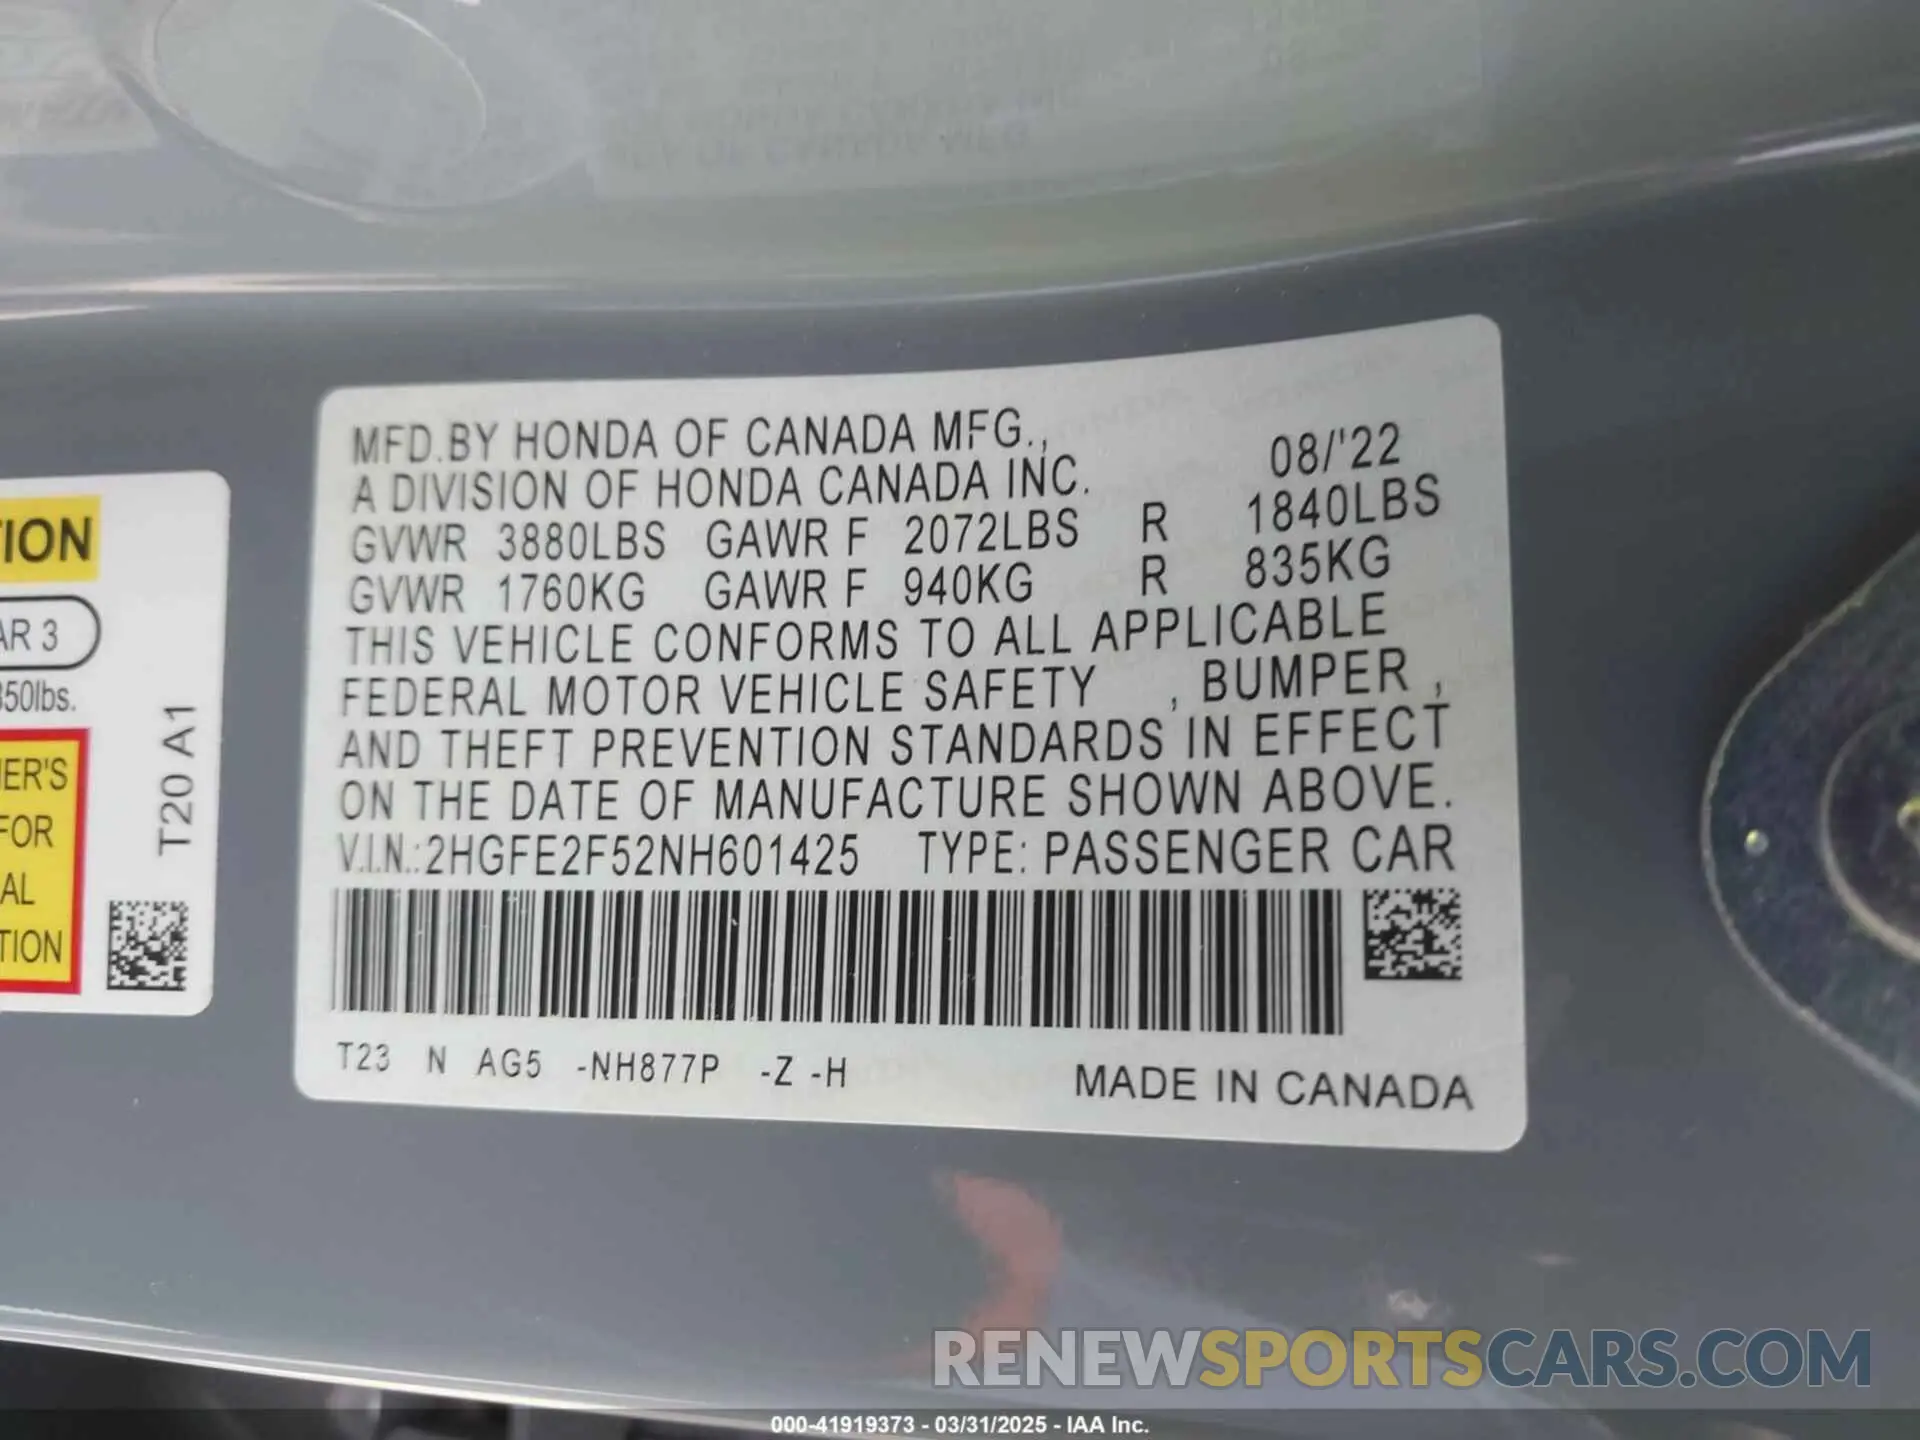 MFD.BY HONDA OF CANADA MFG.,
A DIVISION OF HONDA CANADA INC.
08/'22
GVWR 3880LBS GAWR F 2072LBS R 1840LBS
GVWR 1760KG GAWR F 940KG R 835KG
THIS VEHICLE CONFORMS TO ALL APPLICABLE
FEDERAL MOTOR VEHICLE SAFETY , BUMPER ,
AND THEFT PREVENTION STANDARDS IN EFFECT
ON THE DATE OF MANUFACTURE SHOWN ABOVE.
V.I.N.:2HGFE2F52NH601425 TYPE: PASSENGER CAR
T23 N AG5 -NH877P -Z -H
MADE IN CANADA
TION
AR 3
350lbs.
T20 A1
NER'S
FOR
AL
TION
RENEWSPORTSCARS.COM
000-41919373 - 03/31/2025 - IAA Inc.